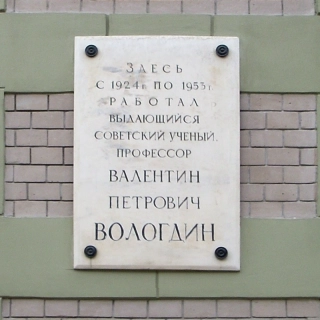 ЗДЕСЬ
С 1924 г. ПО 1953 г.
РАБОТАЛ
ВЫДАЮЩИЙСЯ
СОВЕТСКИЙ УЧЕНЫЙ.
ПРОФЕССОР
ВАЛЕНТИН
ПЕТРОВИЧ
ВОЛОГДИН